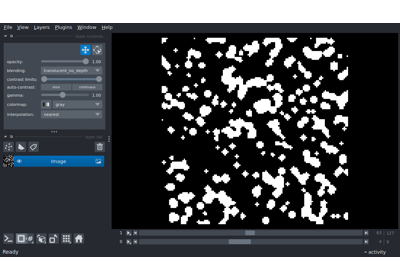 File View Layers Plugins Window Help
opacity: 1.00
blending: translucent_no_depth
contrast limits:
auto-contrast: once continuous
gamma: 1.00
colormap: gray
interpolation: nearest
Image
1
0
Ready
activity